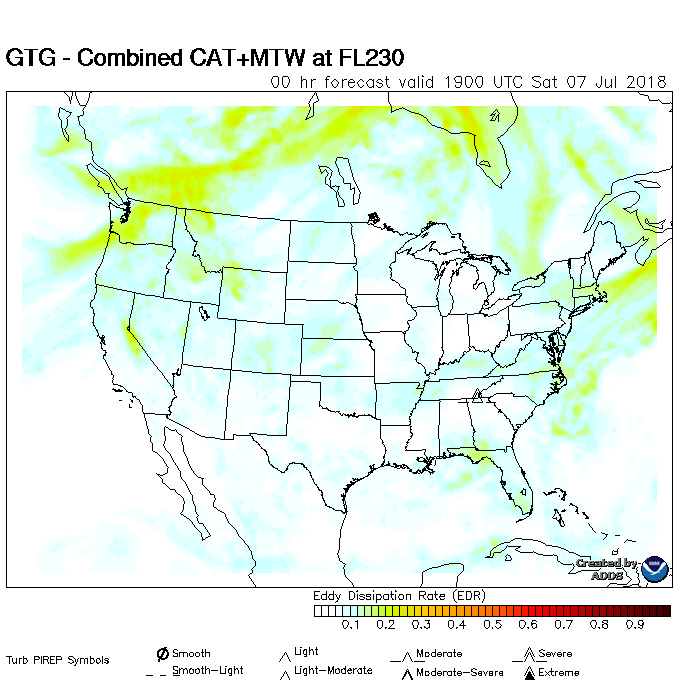 GTG - Combined CAT+MTW at FL230
00 hr forecast valid 1900 UTC Sat 07 Jul 2018
Created by
ADDS
Eddy Dissipation Rate (EDR)
0.1 0.2 0.3 0.4 0.5 0.6 0.7 0.8 0.9
Turb PIREP Symbols
Smooth Light Moderate Severe
Smooth-Light Light-Moderate Moderate-Severe Extreme